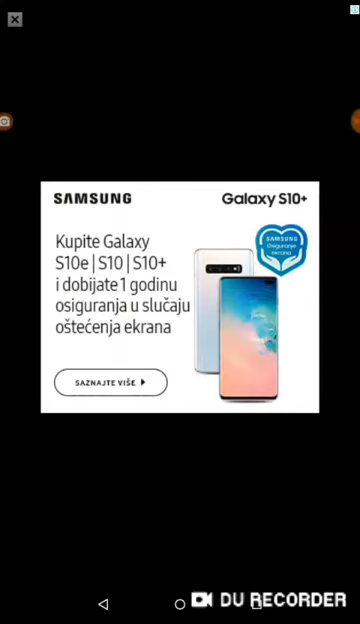 SAMSUNG
Galaxy S10+
SAMSUNG
Osiguranje
ekrana
Kupite Galaxy
S10e | S10 | S10+
i dobijate 1 godinu
osiguranja u slučaju
oštećenja ekrana
SAZNAJTE VIŠE
DU RECORDER